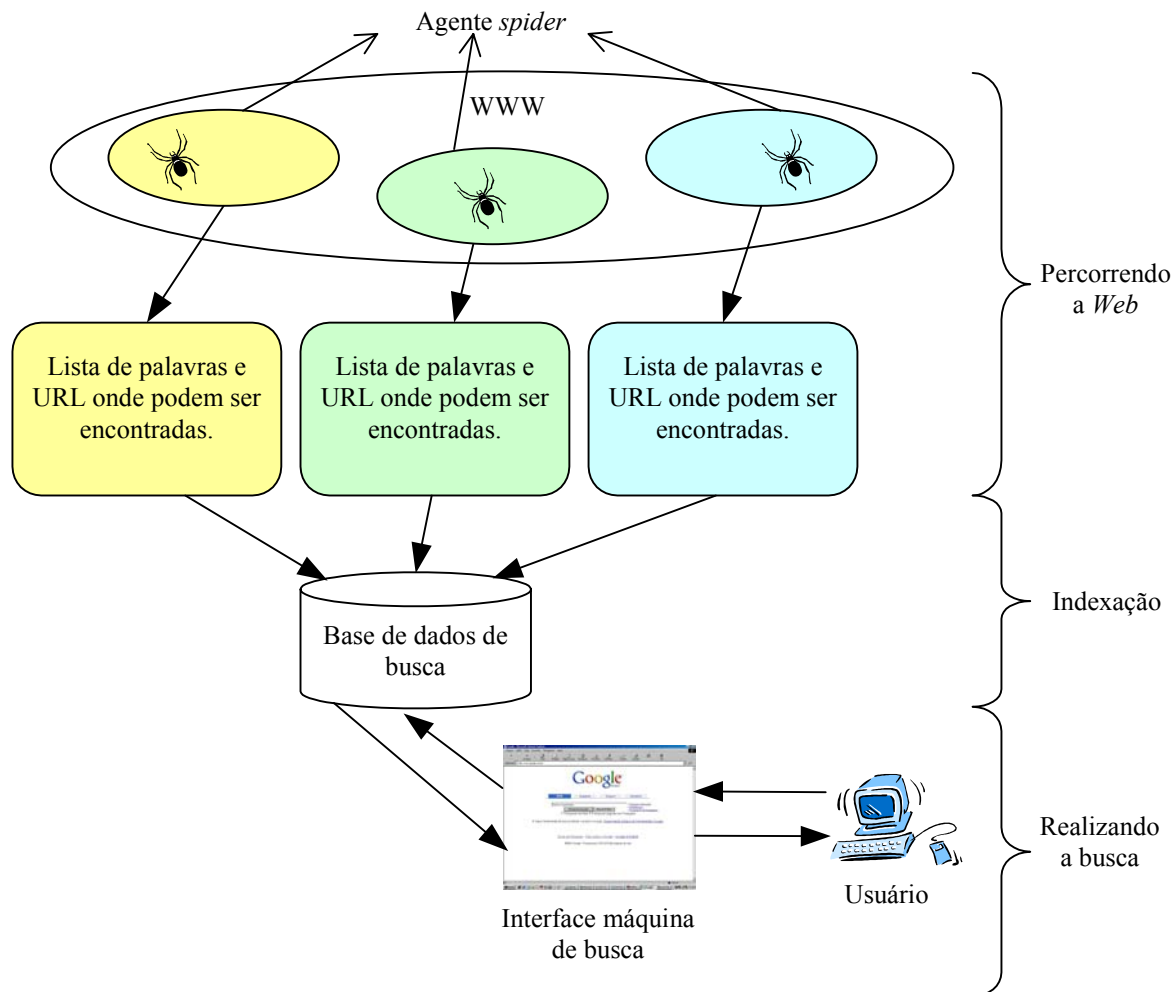 Agente spider
WWW
Lista de palavras e
URL onde podem ser
encontradas.
Lista de palavras e
URL onde podem ser
encontradas.
Lista de palavras e
URL onde podem ser
encontradas.
Percorrendo
a Web
Base de dados de
busca
Indexação
Google
Interface máquina
de busca
Usuário
Realizando
a busca